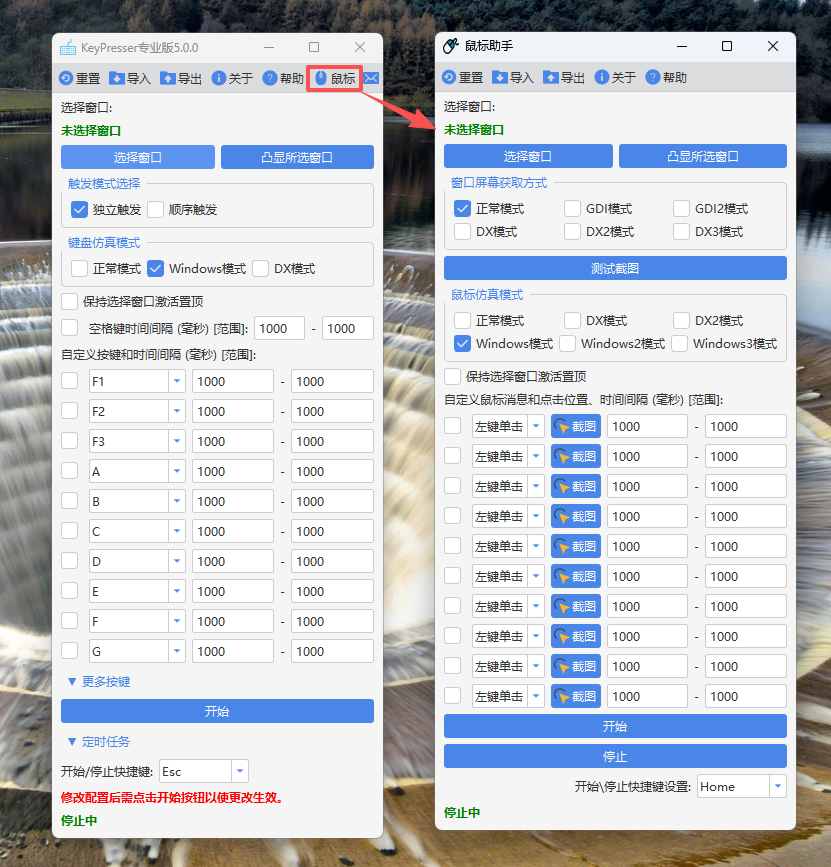 KeyPresser专业版5.0.0
重置 导入 导出 关于 帮助 鼠标
选择窗口:
未选择窗口
选择窗口 凸显所选窗口
触发模式选择
独立触发 顺序触发
键盘仿真模式
正常模式 Windows模式 DX模式
保持选择窗口激活置顶
空格键时间间隔 (毫秒) [范围]: 1000 - 1000
自定义按键和时间间隔 (毫秒) [范围]:
F1 1000 - 1000
F2 1000 - 1000
F3 1000 - 1000
A 1000 - 1000
B 1000 - 1000
C 1000 - 1000
D 1000 - 1000
E 1000 - 1000
F 1000 - 1000
G 1000 - 1000
▼ 更多按键
开始
▼ 定时任务
开始/停止快捷键: Esc
修改配置后需点击开始按钮以使更改生效。
停止中
鼠标助手
重置 导入 导出 关于 帮助
选择窗口:
未选择窗口
选择窗口 凸显所选窗口
窗口屏幕获取方式
正常模式 GDI模式 GDI2模式
DX模式 DX2模式 DX3模式
测试截图
鼠标仿真模式
正常模式 DX模式 DX2模式
Windows模式 Windows2模式 Windows3模式
保持选择窗口激活置顶
自定义鼠标消息和点击位置、时间间隔 (毫秒) [范围]:
左键单击 截图 1000 - 1000
左键单击 截图 1000 - 1000
左键单击 截图 1000 - 1000
左键单击 截图 1000 - 1000
左键单击 截图 1000 - 1000
左键单击 截图 1000 - 1000
左键单击 截图 1000 - 1000
左键单击 截图 1000 - 1000
左键单击 截图 1000 - 1000
左键单击 截图 1000 - 1000
开始
停止
开始\停止快捷键设置: Home
停止中